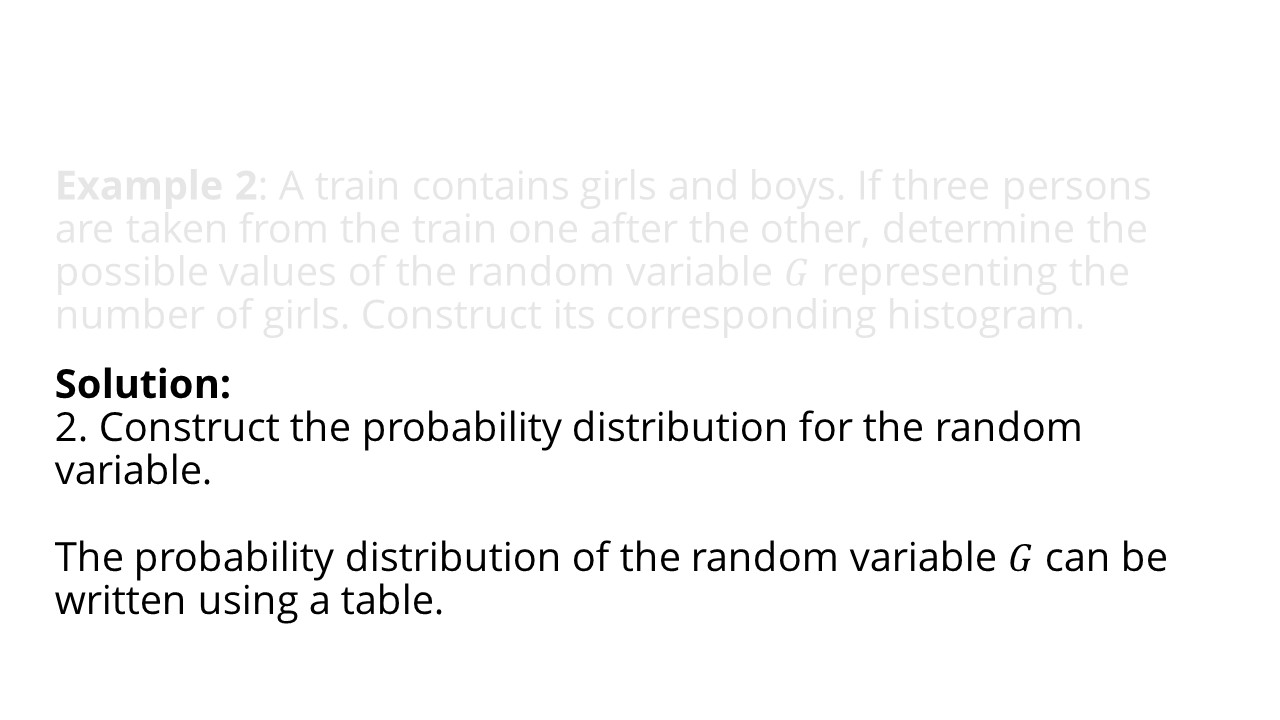 Example 2: A train contains girls and boys. If three persons
are taken from the train one after the other, determine the
possible values of the random variable G representing the
number of girls. Construct its corresponding histogram.
Solution:
2. Construct the probability distribution for the random
variable.
The probability distribution of the random variable G can be
written using a table.